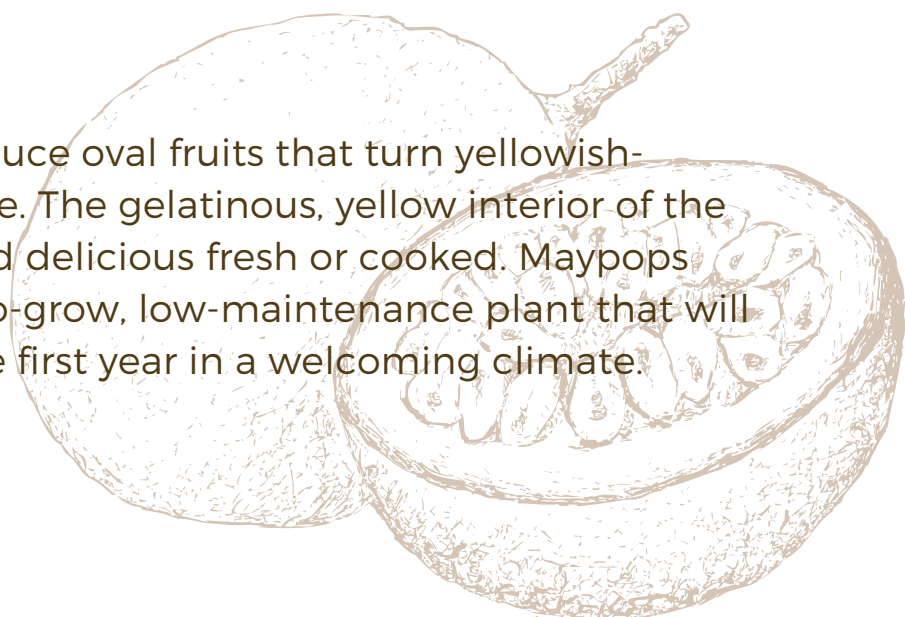 uce oval fruits that turn yellowish-
e. The gelatinous, yellow interior of the
d delicious fresh or cooked. Maypops
o-grow, low-maintenance plant that will
e first year in a welcoming climate.